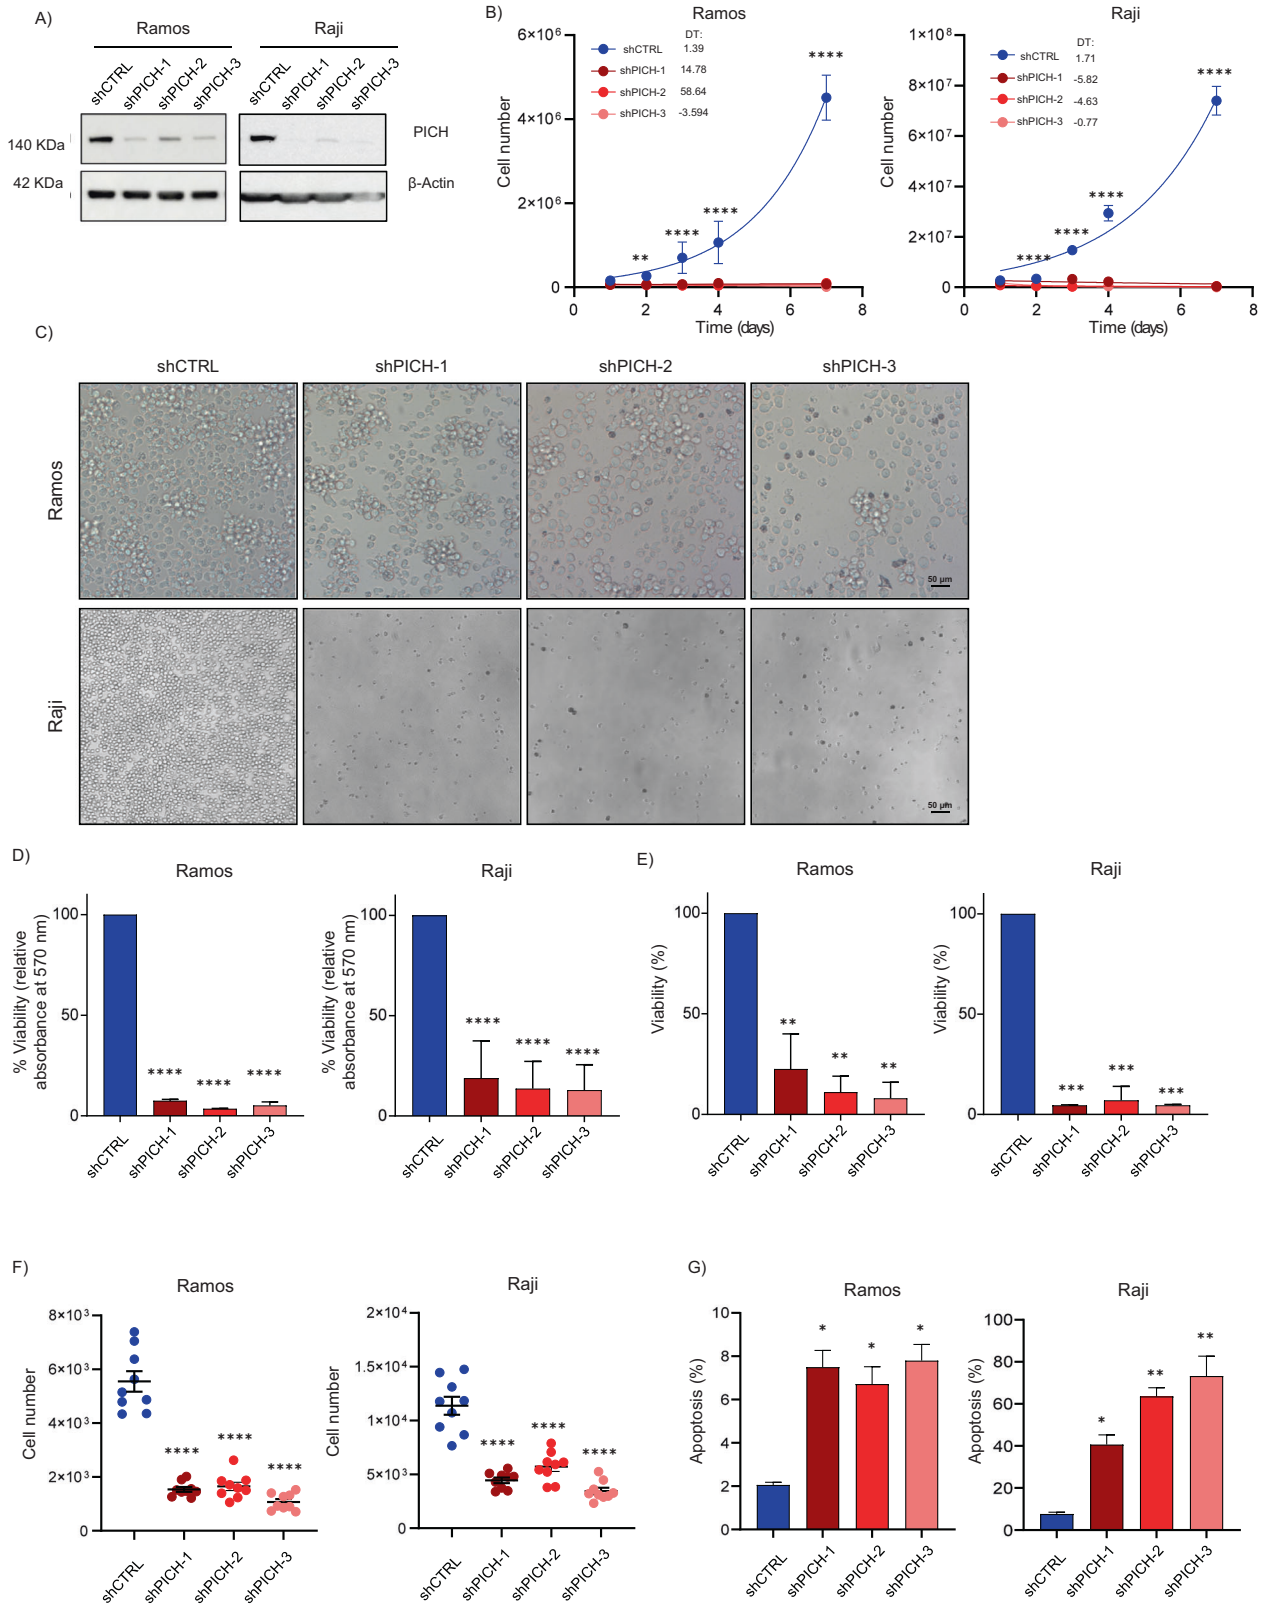 A)
Ramos
Raji
shCTRL
shPICH-1
shPICH-2
shPICH-3
shCTRL
shPICH-1
shPICH-2
shPICH-3
140 KDa
PICH
42 KDa
β-Actin
B)
Ramos
DT:
shCTRL 1.39
shPICH-1 14.78
shPICH-2 58.64
shPICH-3 -3.594
Cell number
6×10⁶
4×10⁶
2×10⁶
0
**
****
****
****
0 2 4 6 8
Time (days)
Raji
DT:
shCTRL 1.71
shPICH-1 -5.82
shPICH-2 -4.63
shPICH-3 -0.77
Cell number
1×10⁸
8×10⁷
6×10⁷
4×10⁷
2×10⁷
0
****
****
****
****
0 2 4 6 8
Time (days)
C)
shCTRL shPICH-1 shPICH-2 shPICH-3
Ramos
50 µm
Raji
50 µm
D)
Ramos
% Viability (relative
absorbance at 570 nm)
100
50
0
**** **** ****
shCTRL
shPICH-1
shPICH-2
shPICH-3
Raji
% Viability (relative
absorbance at 570 nm)
100
50
0
**** **** ****
shCTRL
shPICH-1
shPICH-2
shPICH-3
E)
Ramos
Viability (%)
100
50
0
** ** **
shCTRL
shPICH-1
shPICH-2
shPICH-3
Raji
Viability (%)
100
50
0
*** *** ***
shCTRL
shPICH-1
shPICH-2
shPICH-3
F)
Ramos
Cell number
8×10³
6×10³
4×10³
2×10³
0
**** **** ****
shCTRL
shPICH-1
shPICH-2
shPICH-3
Raji
Cell number
2×10⁴
1×10⁴
1×10⁴
5×10³
0
**** **** ****
shCTRL
shPICH-1
shPICH-2
shPICH-3
G)
Ramos
Apoptosis (%)
10
8
6
4
2
0
* * *
shCTRL
shPICH-1
shPICH-2
shPICH-3
Raji
Apoptosis (%)
100
80
60
40
20
0
* ** **
shCTRL
shPICH-1
shPICH-2
shPICH-3